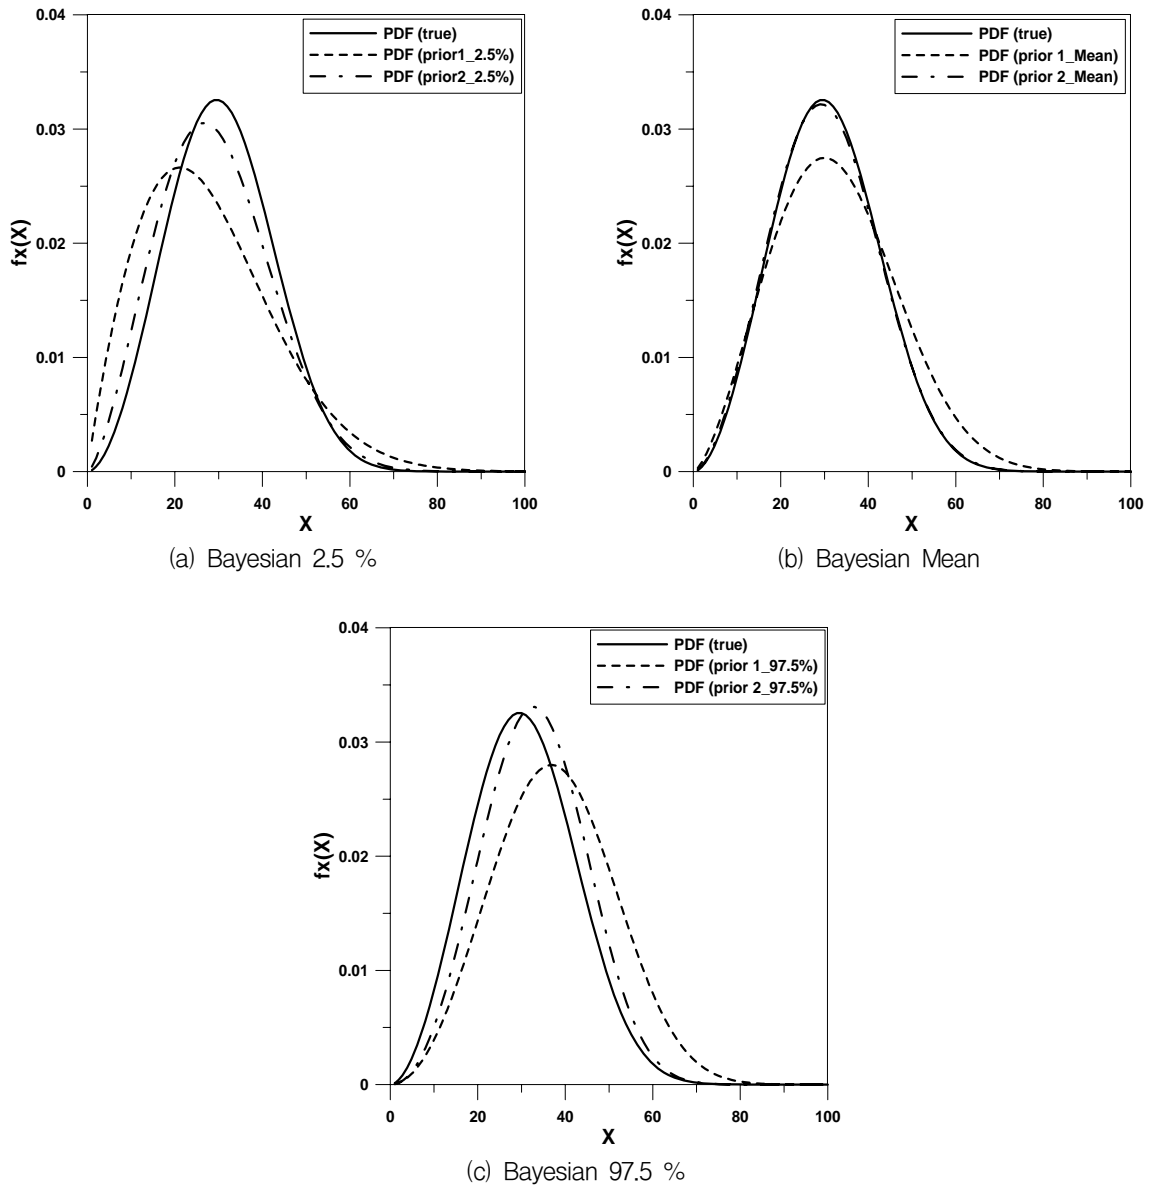 0.04
PDF (true)
PDF (prior1_2.5%)
PDF (prior2_2.5%)
0.03
fx(X)
0.02
0.01
0
0 20 40 60 80 100
X
(a) Bayesian 2.5 %
0.04
PDF (true)
PDF (prior 1_Mean)
PDF (prior 2_Mean)
0.03
fx(X)
0.02
0.01
0
0 20 40 60 80 100
X
(b) Bayesian Mean
0.04
PDF (true)
PDF (prior 1_97.5%)
PDF (prior 2_97.5%)
0.03
fx(X)
0.02
0.01
0
0 20 40 60 80 100
X
(c) Bayesian 97.5 %